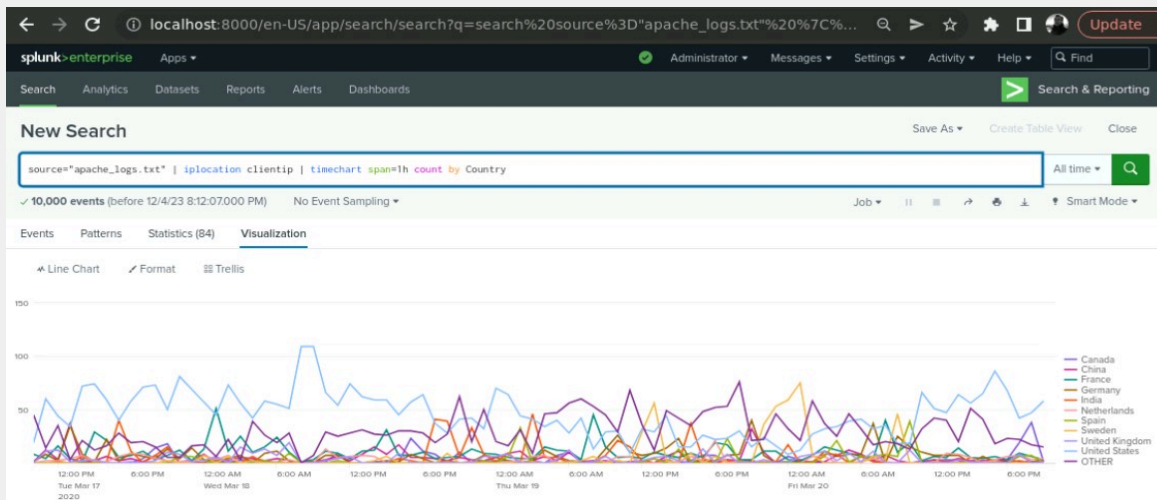 localhost:8000/en-US/app/search/search?q=search%20source%3D"apache_logs.txt"%20%7C%... Update
splunk>enterprise Apps Administrator Messages Settings Activity Help Find
Search Analytics Datasets Reports Alerts Dashboards Search & Reporting
New Search Save As Create Table View Close
source="apache_logs.txt" | iplocation clientip | timechart span=1h count by Country All time
10,000 events (before 12/4/23 8:12:07.000 PM) No Event Sampling Job Smart Mode
Events Patterns Statistics (84) Visualization
Line Chart Format Trellis
150
100
50
Canada
China
France
Germany
India
Netherlands
Spain
Sweden
United Kingdom
United States
OTHER
12:00 PM 6:00 PM 12:00 AM 6:00 AM 12:00 PM 6:00 PM 12:00 AM 6:00 AM 12:00 PM 6:00 PM 12:00 AM 6:00 AM 12:00 PM 6:00 PM
Tue Mar 17 Wed Mar 18 Thu Mar 19 Fri Mar 20
2020